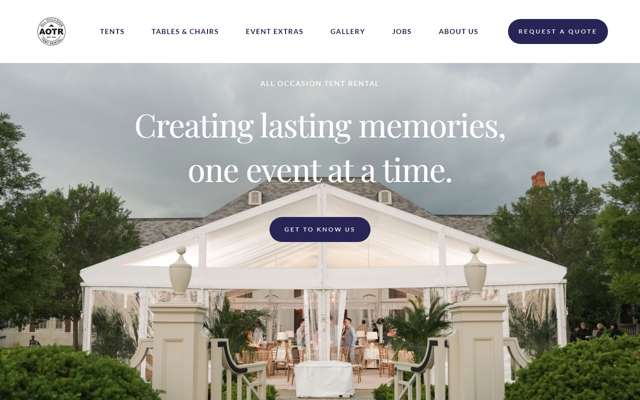 AOTR
TENTS
TABLES & CHAIRS
EVENT EXTRAS
GALLERY
JOBS
ABOUT US
REQUEST A QUOTE
ALL OCCASION TENT RENTAL
Creating lasting memories,
one event at a time.
GET TO KNOW US